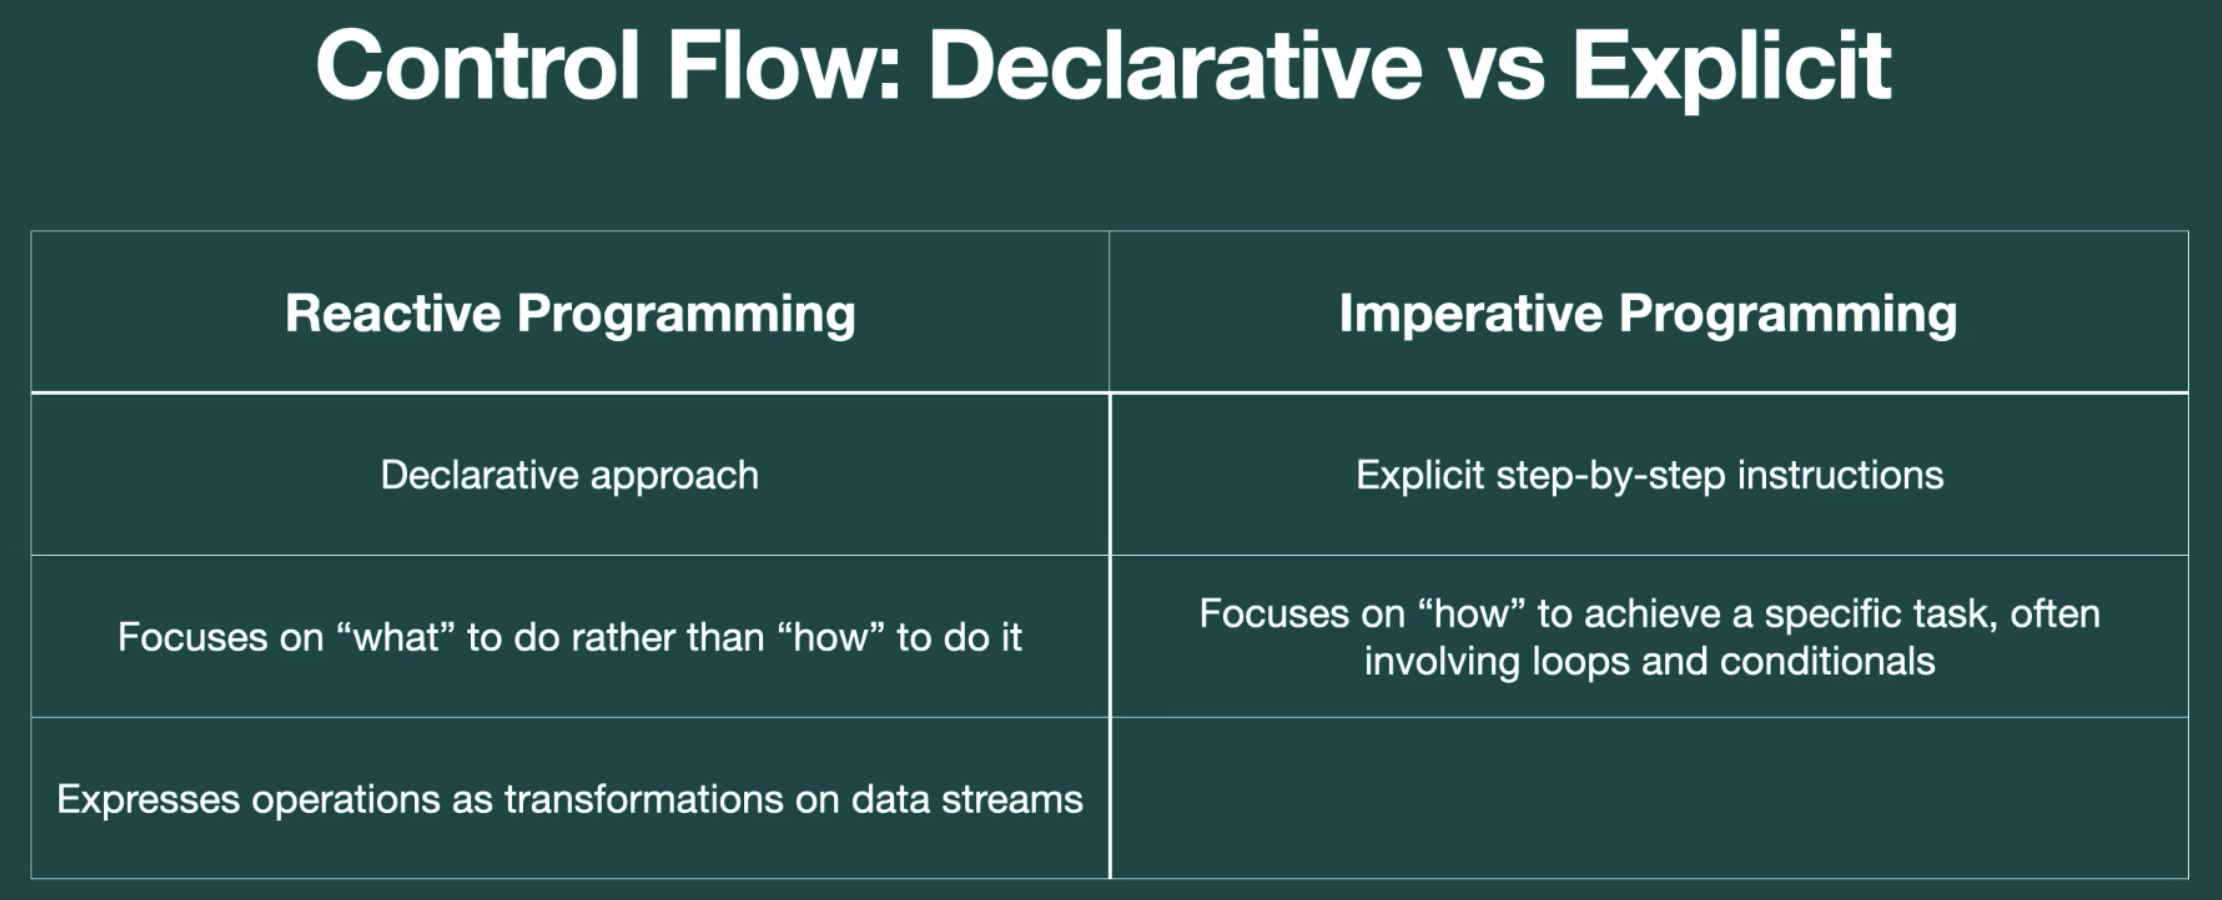 Control Flow: Declarative vs Explicit
Reactive Programming
Imperative Programming
Declarative approach
Explicit step-by-step instructions
Focuses on “what” to do rather than “how” to do it
Focuses on “how” to achieve a specific task, often
involving loops and conditionals
Expresses operations as transformations on data streams